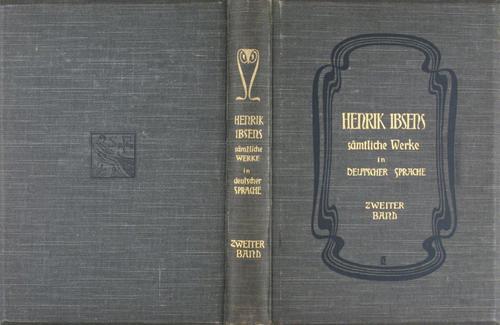 HENRIK
IBSENS
sämtliche
WERKE
in
deutscher
SPRACHE
ZWEITER
BAND
HENRIK IBSENS
sämtliche Werke
in
DEUTSCHER SPRACHE
ZWEITER
BAND